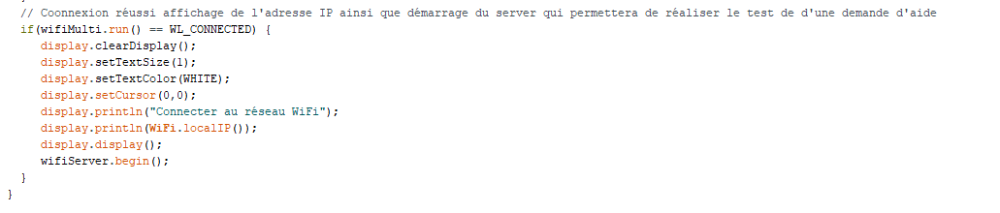 // Coonnexion réussi affichage de l'adresse IP ainsi que démarrage du server qui permettera de réaliser le test de d'une demande d'aide
if(wifiMulti.run() == WL_CONNECTED) {
display.clearDisplay();
display.setTextSize(1);
display.setTextColor(WHITE);
display.setCursor(0,0);
display.println("Connecter au réseau WiFi");
display.println(WiFi.localIP());
display.display();
wifiServer.begin();
}
}